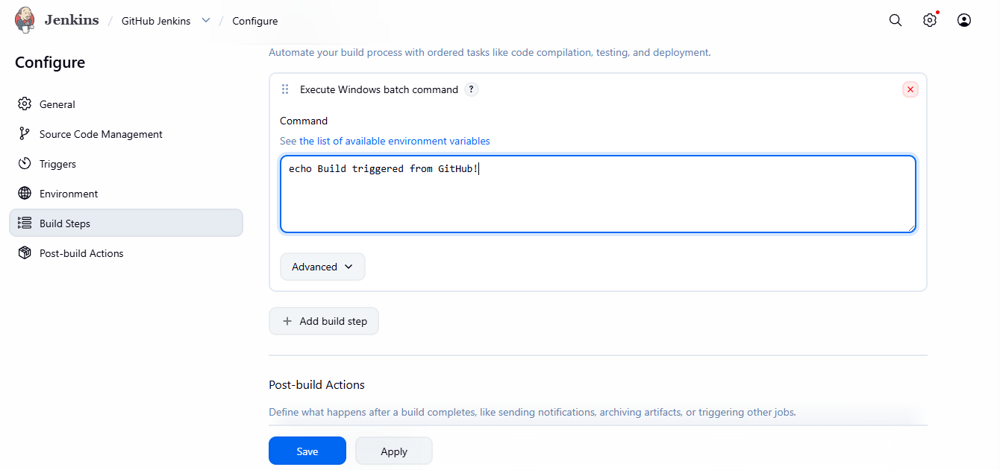 Jenkins / GitHub Jenkins / Configure
Configure
General
Source Code Management
Triggers
Environment
Build Steps
Post-build Actions
Automate your build process with ordered tasks like code compilation, testing, and deployment.
Execute Windows batch command ?
Command
See the list of available environment variables
echo Build triggered from GitHub!
Advanced
+ Add build step
Post-build Actions
Define what happens after a build completes, like sending notifications, archiving artifacts, or triggering other jobs.
Save Apply